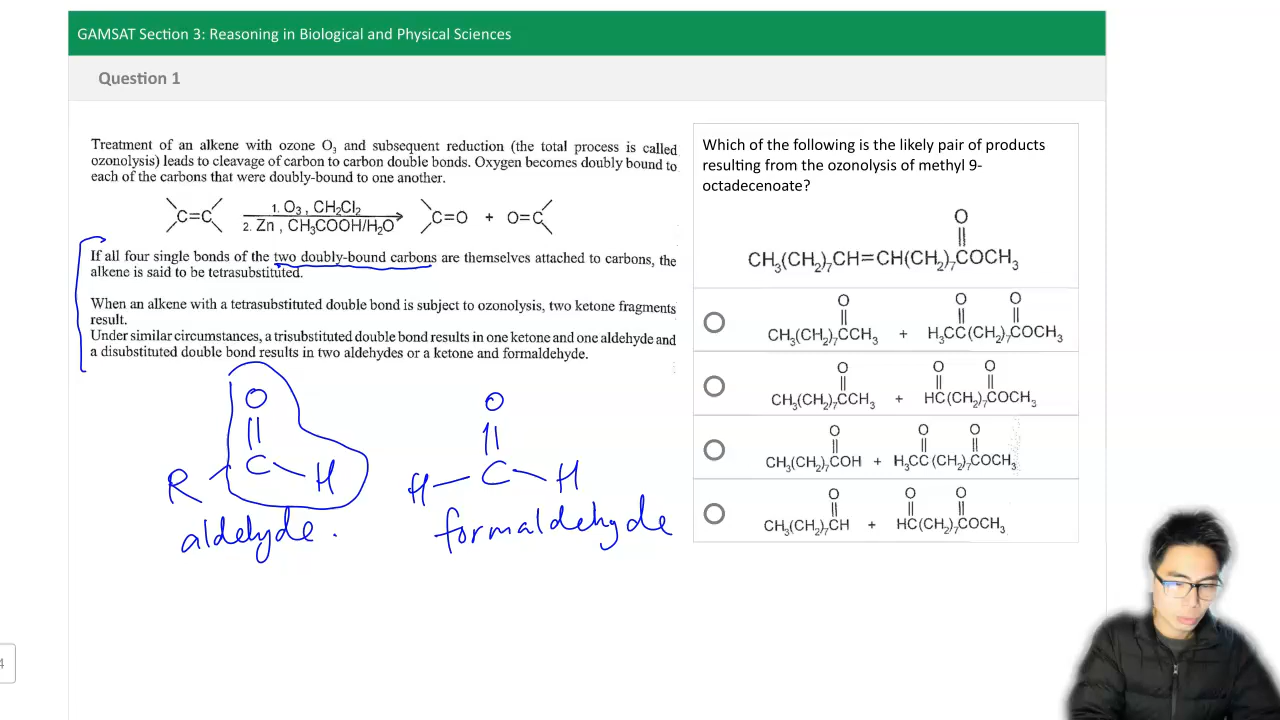 GAMSAT Section 3: Reasoning in Biological and Physical Sciences
Question 1
Treatment of an alkene with ozone O₃ and subsequent reduction (the total process is called
ozonolysis) leads to cleavage of carbon to carbon double bonds. Oxygen becomes doubly bound to
each of the carbons that were doubly-bound to one another.
1. O₃ , CH₂Cl₂
C=C C=O + O=C
2. Zn , CH₃COOH/H₂O
If all four single bonds of the two doubly-bound carbons are themselves attached to carbons, the
alkene is said to be tetrasubstituted.
When an alkene with a tetrasubstituted double bond is subject to ozonolysis, two ketone fragments
result.
Under similar circumstances, a trisubstituted double bond results in one ketone and one aldehyde and
a disubstituted double bond results in two aldehydes or a ketone and formaldehyde.
O
R C H
aldehyde.
O
H C H
formaldehyde
Which of the following is the likely pair of products
resulting from the ozonolysis of methyl 9-
octadecenoate?
O
CH₃(CH₂)₇CH=CH(CH₂)₇COCH₃
O O O
CH₃(CH₂)₇CCH₃ + H₃CC(CH₂)₇COCH₃
O O O
CH₃(CH₂)₇CCH₃ + HC(CH₂)₇COCH₃
O O O
CH₃(CH₂)₇COH + H₃CC(CH₂)₇COCH₃
O O O
CH₃(CH₂)₇CH + HC(CH₂)₇COCH₃
4